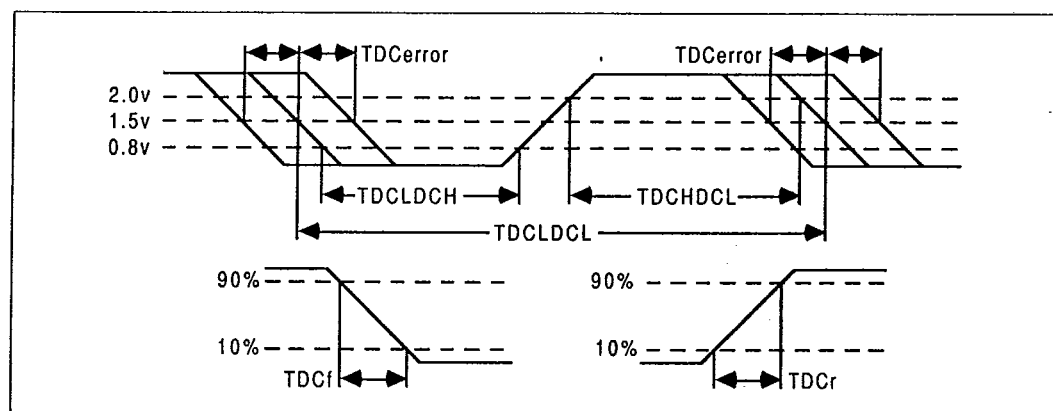 TDCerror TDCerror
2.0v
1.5v
0.8v
TDCLDCH TDCHDCL
TDCLDCL
90% 90%
10% 10%
TDCf TDCr